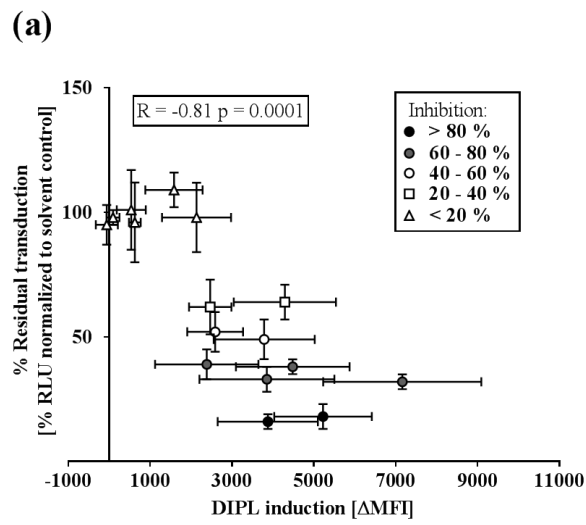 (a)
150
R = -0.81 p = 0.0001
Inhibition:
> 80 %
60 - 80 %
40 - 60 %
20 - 40 %
< 20 %
100
50
% Residual transduction
[% RLU normalized to solvent control]
-1000 1000 3000 5000 7000 9000 11000
DIPL induction [ΔMFI]